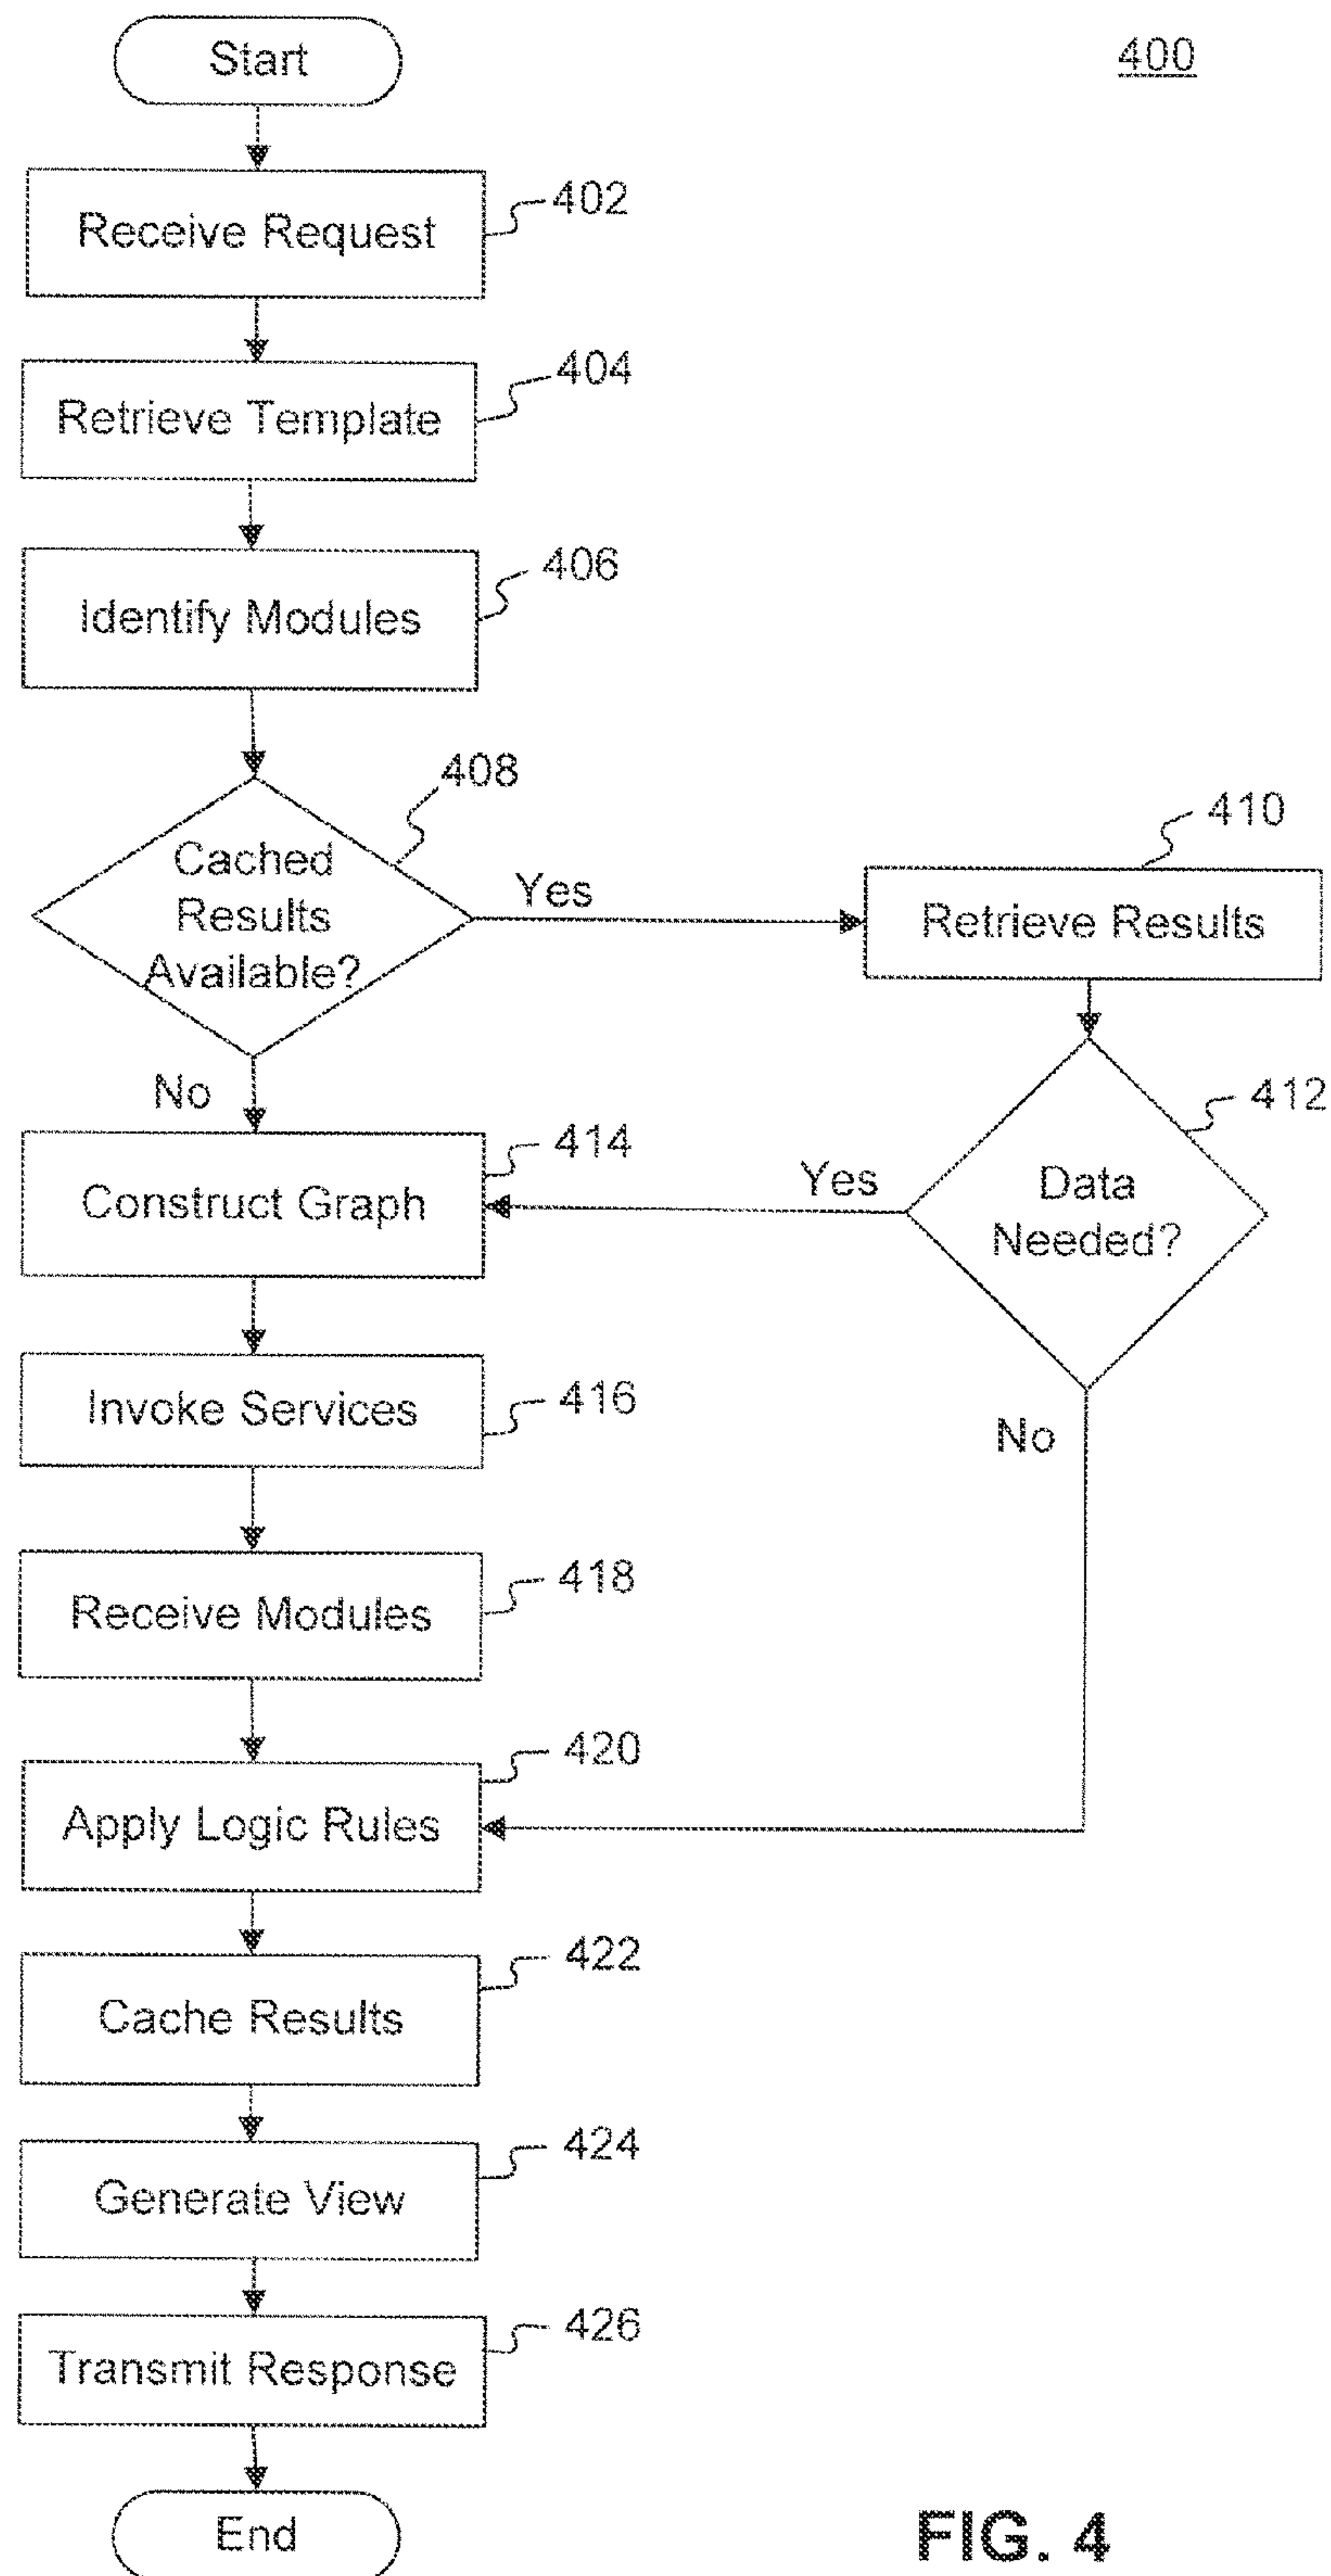 Start
400
Receive Request
402
Retrieve Template
404
Identify Modules
406
408
Cached
Results
Available?
Yes
410
Retrieve Results
No
412
Data
Needed?
Yes
414
Construct Graph
No
Invoke Services
416
Receive Modules
418
Apply Logic Rules
420
Cache Results
422
Generate View
424
Transmit Response
426
End
FIG. 4